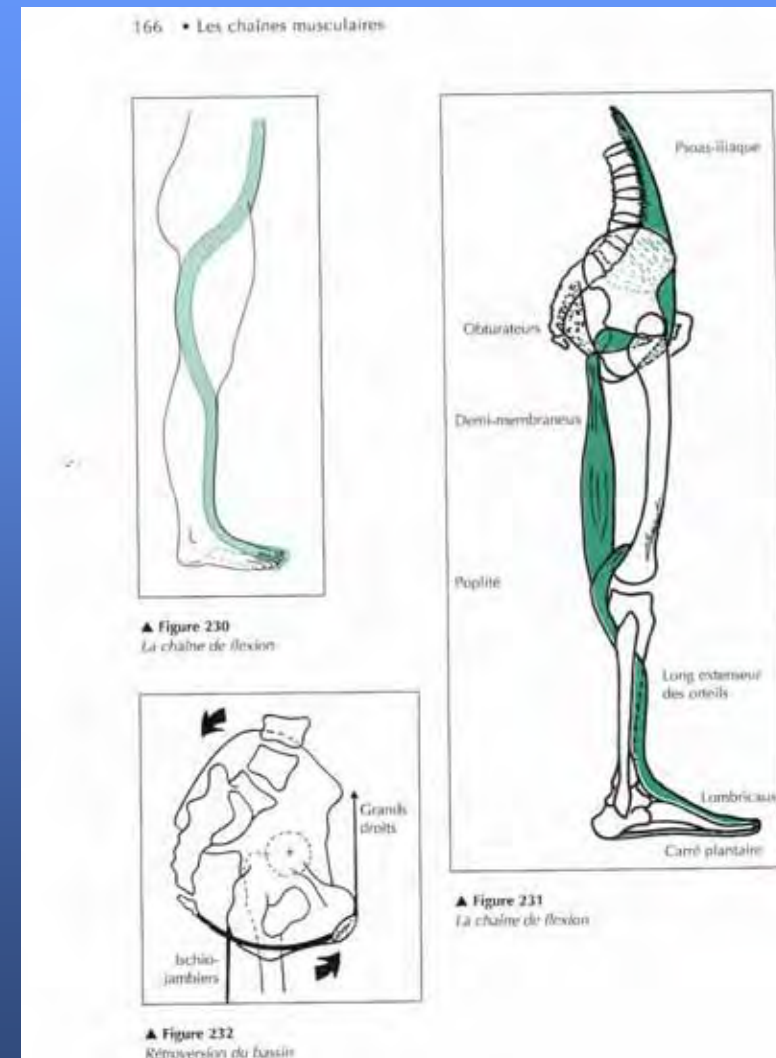 166 • Les chaînes musculaires
▲ Figure 230
La chaîne de flexion
Grands
droits
Ischio-
jambiers
▲ Figure 232
Rétroversion du bassin
Psoas-iliaque
Obturateurs
Demi-membraneux
Poplité
Long extenseur
des orteils
Lombricaux
Carré plantaire
▲ Figure 231
La chaîne de flexion